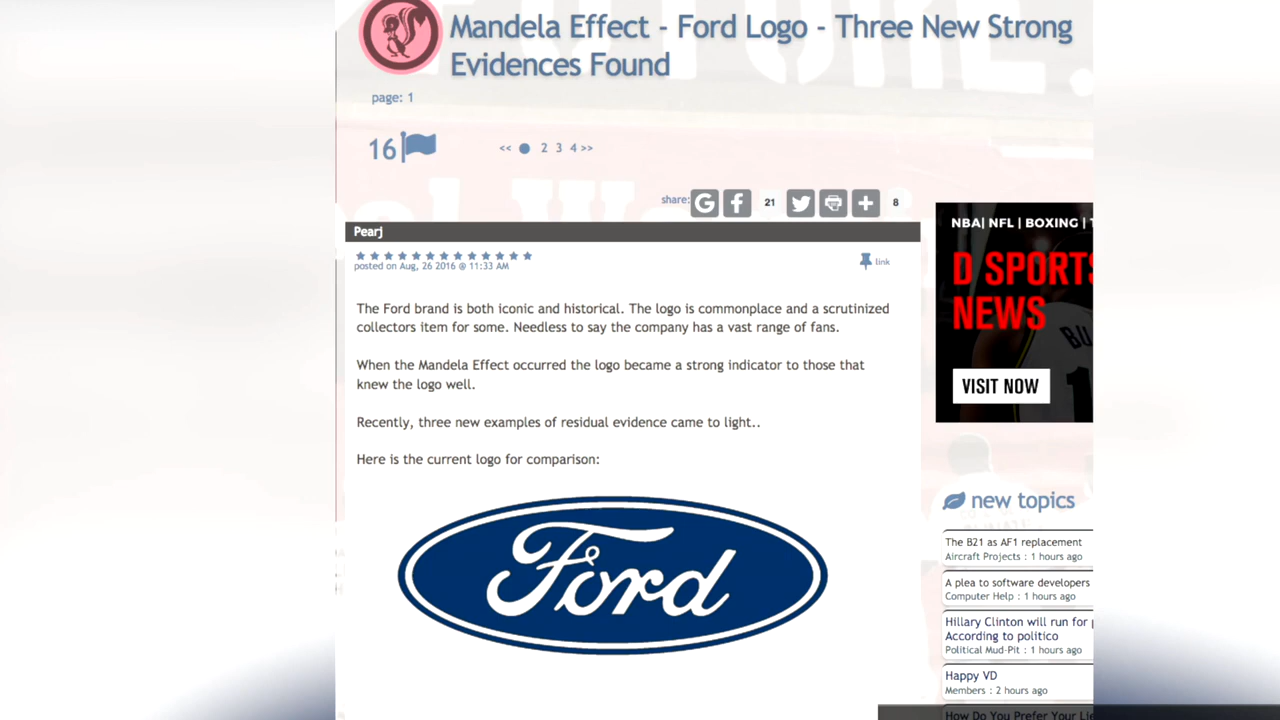 Mandela Effect - Ford Logo - Three New Strong
Evidences Found
page: 1
16
<< 2 3 4 >>
share: G f 21 8
Pearj
posted on Aug, 26 2016 @ 11:33 AM
link
The Ford brand is both iconic and historical. The logo is commonplace and a scrutinized
collectors item for some. Needless to say the company has a vast range of fans.
When the Mandela Effect occurred the logo became a strong indicator to those that
knew the logo well.
Recently, three new examples of residual evidence came to light..
Here is the current logo for comparison:
Ford
NBA| NFL | BOXING |
D SPORTS
NEWS
BU
1
VISIT NOW
new topics
The B21 as AF1 replacement
Aircraft Projects : 1 hours ago
A plea to software developers
Computer Help : 1 hours ago
Hillary Clinton will run for
According to politico
Political Mud-Pit : 1 hours ago
Happy VD
Members : 2 hours ago
How Do You Prefer Your